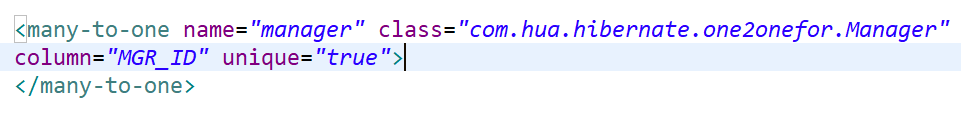 <many-to-one name="manager" class="com.hua.hibernate.one2onefor.Manager"
column="MGR_ID" unique="true">
</many-to-one>